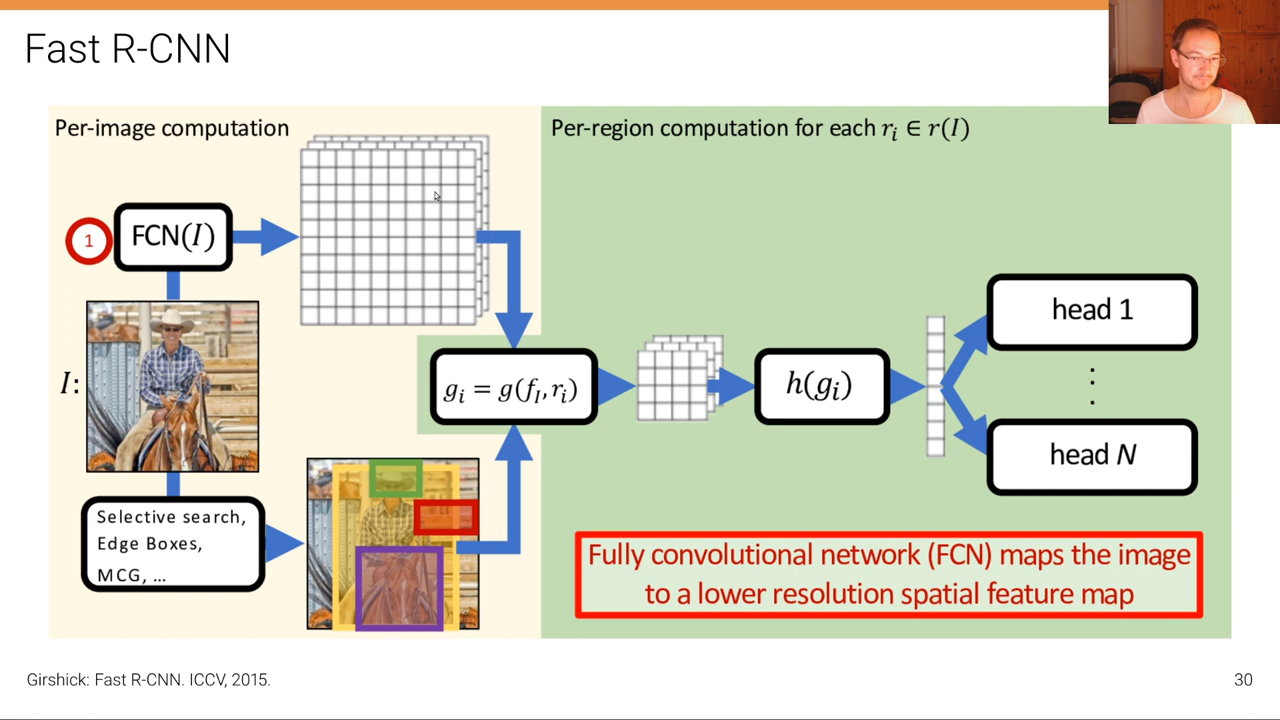 Fast R-CNN
Per-image computation
Per-region computation for each rᵢ ∈ r(I)
1
FCN(I)
I:
gᵢ = g(f_I, rᵢ)
h(gᵢ)
head 1
⋮
head N
Selective search,
Edge Boxes,
MCG, ...
Fully convolutional network (FCN) maps the image
to a lower resolution spatial feature map
Girshick: Fast R-CNN. ICCV, 2015.
30